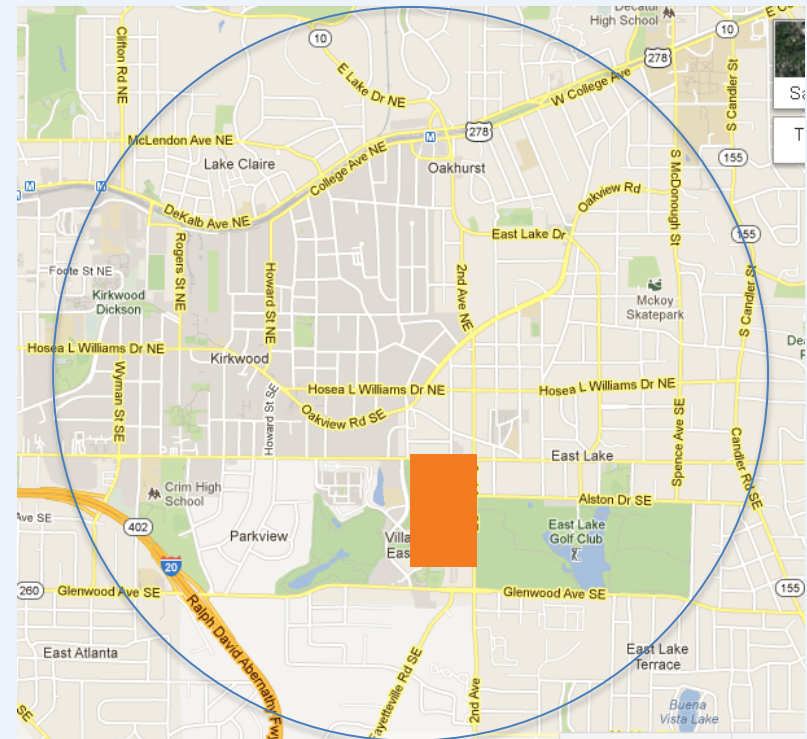 Decatur
High School
10
10
Clifton Rd NE
E Lake Dr NE
278
W College Ave
S Candler St
McLendon Ave NE
M
278
Lake Claire
College Ave NE
Oakhurst
155
M
M
S McDonough St
Oakview Rd
DeKalb Ave NE
East Lake Dr
155
Rogers St NE
Howard St NE
2nd Ave NE
Foote St NE
Kirkwood
Dickson
Mckoy
Skatepark
S Candler St
Hosea L Williams Dr NE
Kirkwood
Wyman St SE
Howard St SE
Hosea L Williams Dr NE
Hosea L Williams Dr NE
Oakview Rd SE
Spence Ave SE
Candler Rd SE
East Lake
Crim High
School
Alston Dr SE
Ave SE
402
Parkview
East Lake
Golf Club
20
260
Glenwood Ave SE
Glenwood Ave SE
155
Ralph David Abernathy Fwy
East Atlanta
East Lake
Terrace
Fayetteville Rd SE
2nd Ave
Buena
Vista Lake
SE